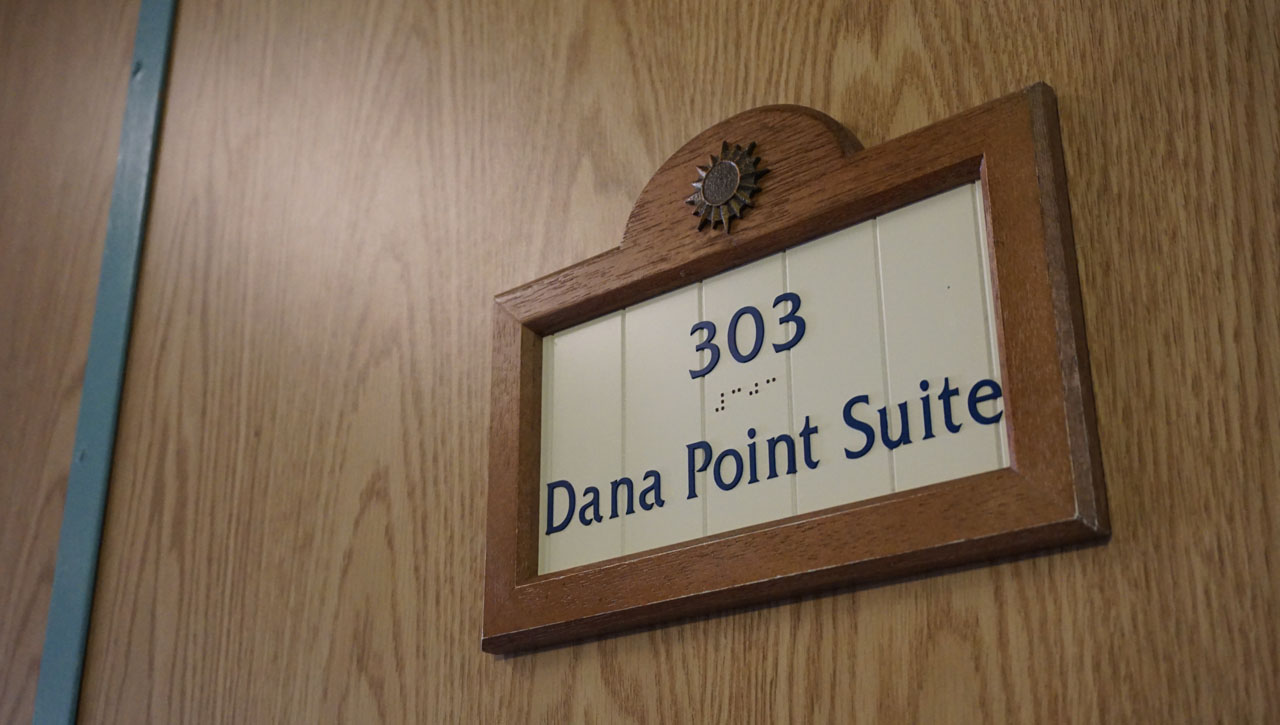 303
⠼⠉⠚⠉
Dana Point Suite